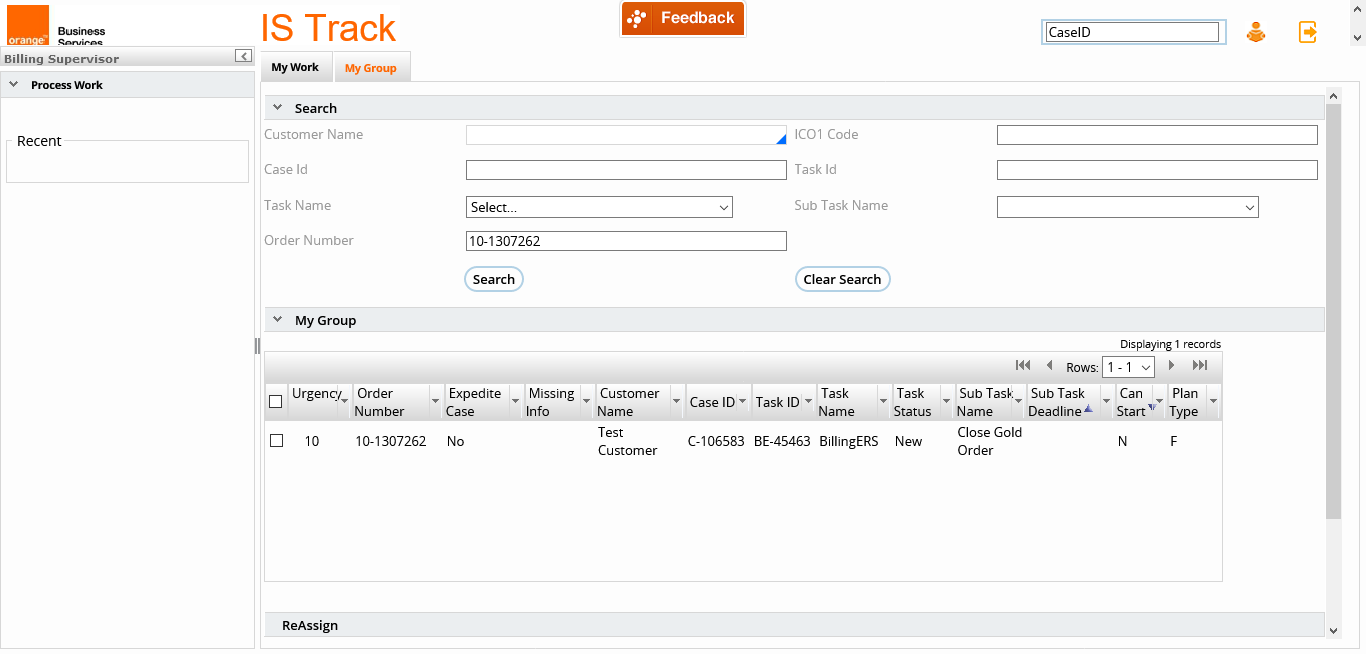 orange™ Business
Services
IS Track
Feedback
CaseID
Billing Supervisor
My Work My Group
Process Work
Recent
Search
Customer Name ICO1 Code
Case Id Task Id
Task Name Select... Sub Task Name
Order Number 10-1307262
Search Clear Search
My Group
Displaying 1 records
Rows: 1 - 1
Urgency Order Number Expedite Case Missing Info Customer Name Case ID Task ID Task Name Task Status Sub Task Name Sub Task Deadline Can Start Plan Type
10 10-1307262 No Test Customer C-106583 BE-45463 BillingERS New Close Gold Order N F
ReAssign